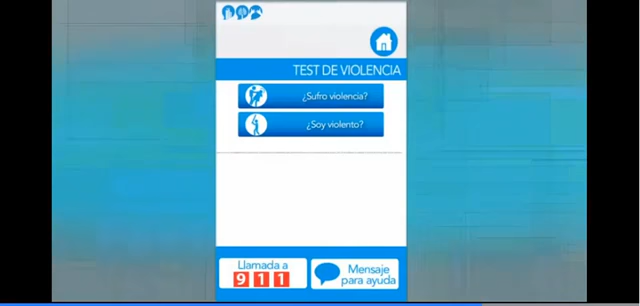 TEST DE VIOLENCIA
¿Sufro violencia?
¿Soy violento?
Llamada a
911
Mensaje
para ayuda